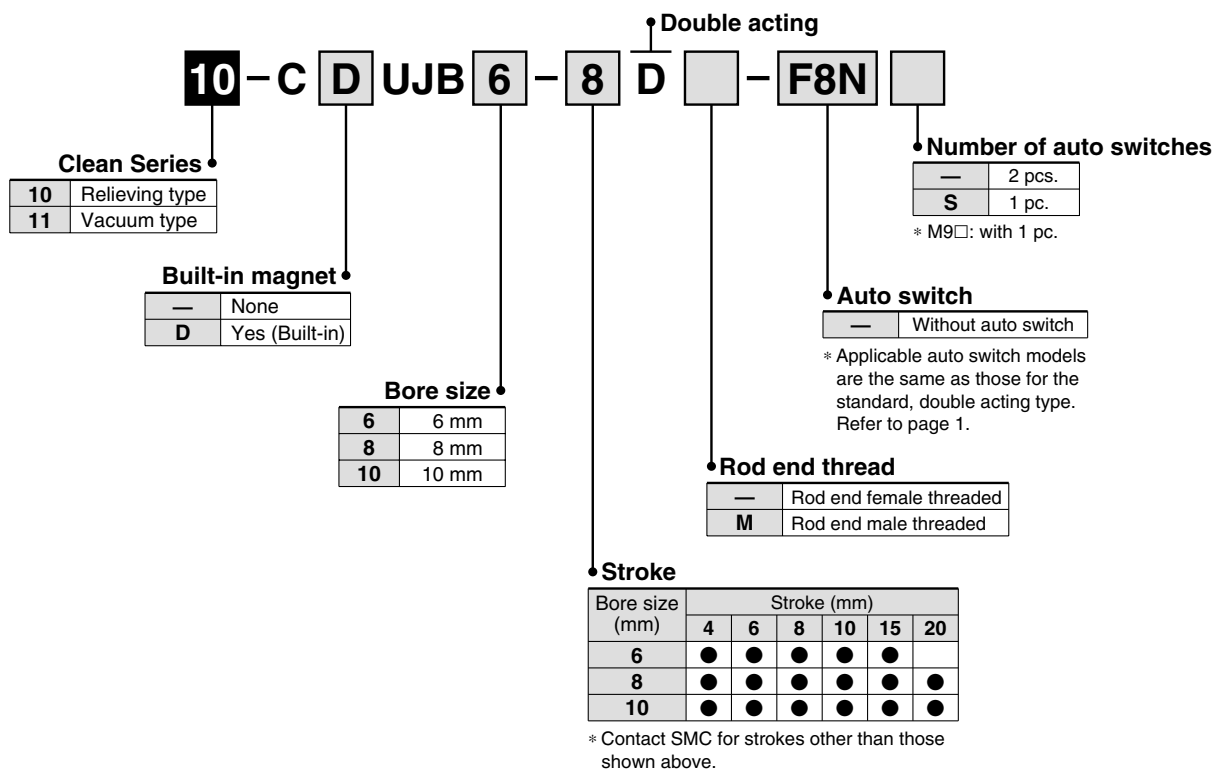 Double acting
10 – C D UJB 6 – 8 D – F8N
Clean Series
10 Relieving type
11 Vacuum type
Built-in magnet
— None
D Yes (Built-in)
Bore size
6 6 mm
8 8 mm
10 10 mm
Number of auto switches
— 2 pcs.
S 1 pc.
* M9□: with 1 pc.
Auto switch
— Without auto switch
* Applicable auto switch models
are the same as those for the
standard, double acting type.
Refer to page 1.
Rod end thread
— Rod end female threaded
M Rod end male threaded
Stroke
Bore size Stroke (mm)
(mm) 4 6 8 10 15 20
6 ● ● ● ● ●
8 ● ● ● ● ● ●
10 ● ● ● ● ● ●
* Contact SMC for strokes other than those
shown above.